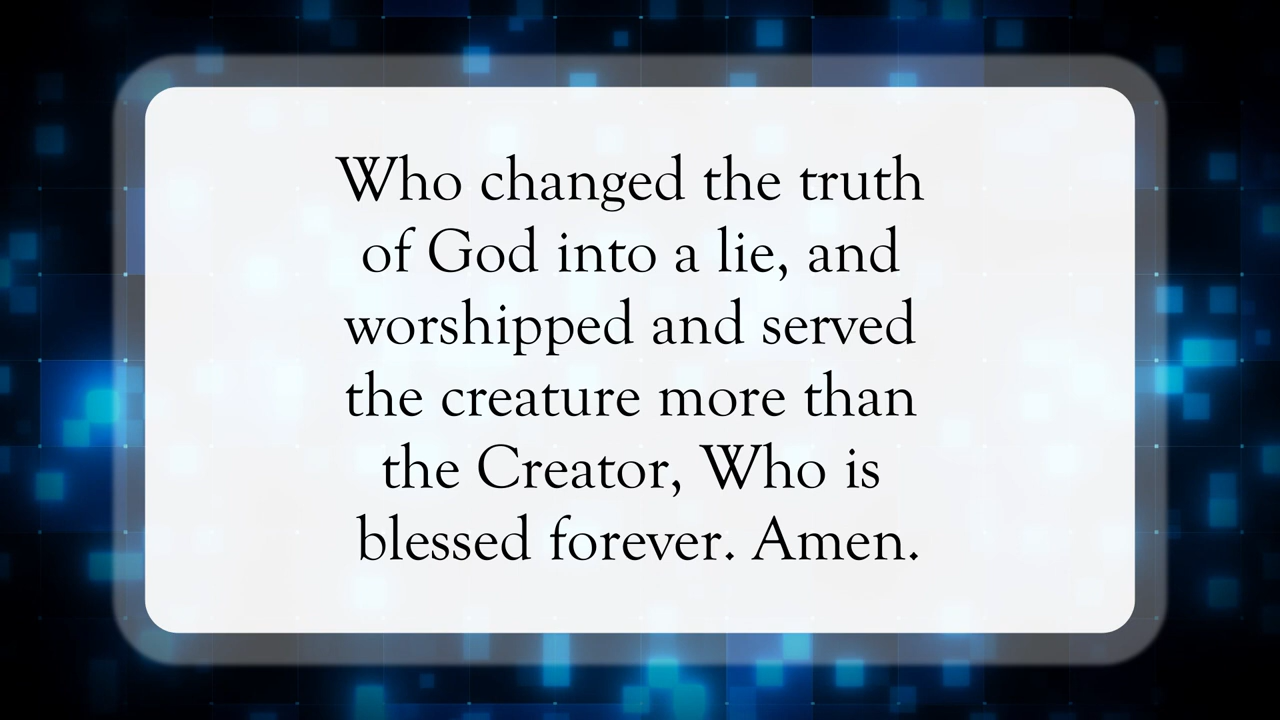 Who changed the truth
of God into a lie, and
worshipped and served
the creature more than
the Creator, Who is
blessed forever. Amen.